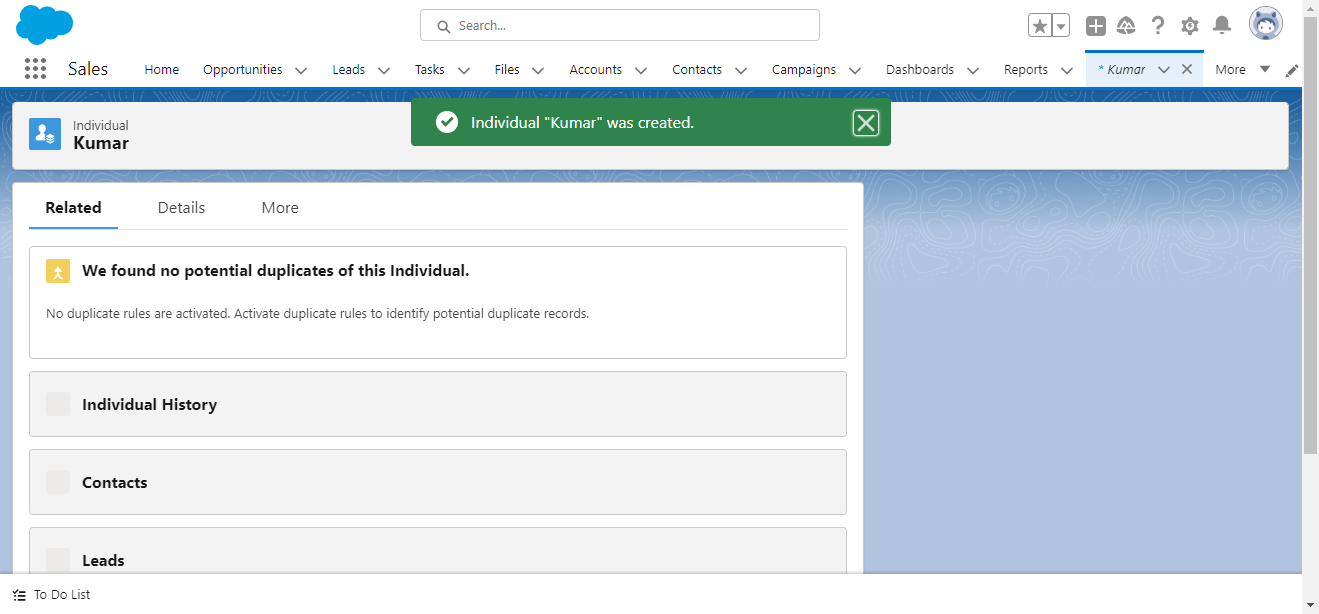 Search...
Sales
Home
Opportunities
Leads
Tasks
Files
Accounts
Contacts
Campaigns
Dashboards
Reports
* Kumar
More
Individual
Kumar
Individual "Kumar" was created.
Related
Details
More
We found no potential duplicates of this Individual.
No duplicate rules are activated. Activate duplicate rules to identify potential duplicate records.
Individual History
Contacts
Leads
To Do List